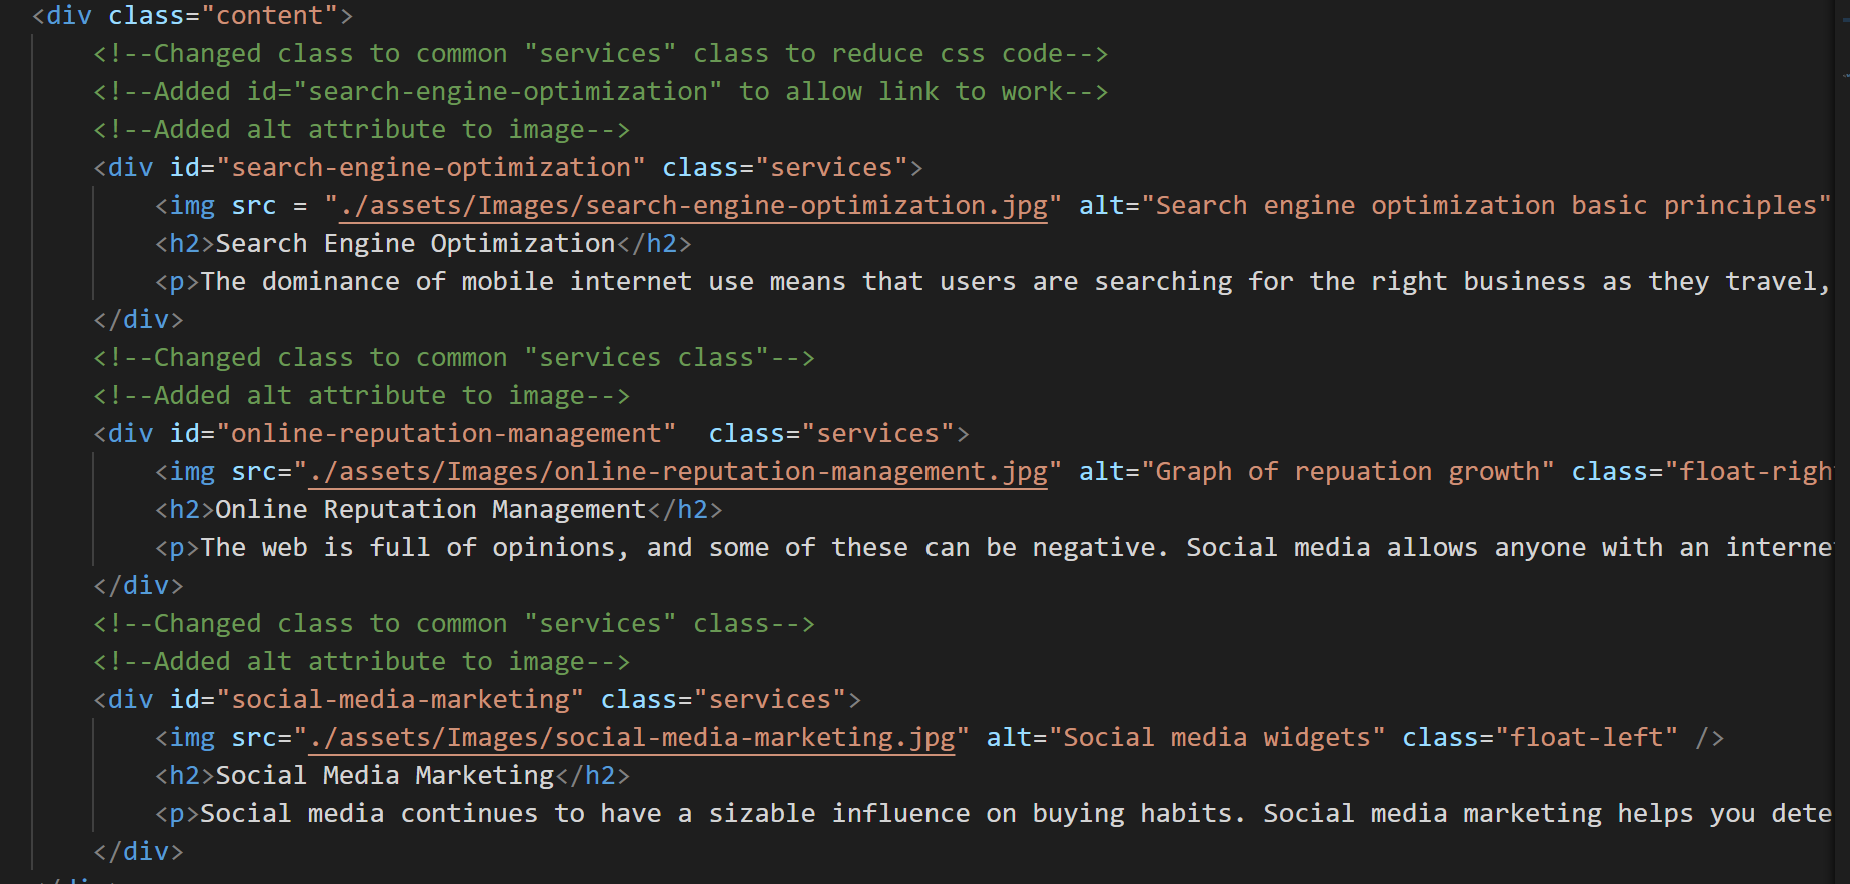 <div class="content">
<!--Changed class to common "services" class to reduce css code-->
<!--Added id="search-engine-optimization" to allow link to work-->
<!--Added alt attribute to image-->
<div id="search-engine-optimization" class="services">
<img src = "./assets/Images/search-engine-optimization.jpg" alt="Search engine optimization basic principles"
<h2>Search Engine Optimization</h2>
<p>The dominance of mobile internet use means that users are searching for the right business as they travel,
</div>
<!--Changed class to common "services class"-->
<!--Added alt attribute to image-->
<div id="online-reputation-management"  class="services">
<img src="./assets/Images/online-reputation-management.jpg" alt="Graph of repuation growth" class="float-righ
<h2>Online Reputation Management</h2>
<p>The web is full of opinions, and some of these can be negative. Social media allows anyone with an interne
</div>
<!--Changed class to common "services" class-->
<!--Added alt attribute to image-->
<div id="social-media-marketing" class="services">
<img src="./assets/Images/social-media-marketing.jpg" alt="Social media widgets" class="float-left" />
<h2>Social Media Marketing</h2>
<p>Social media continues to have a sizable influence on buying habits. Social media marketing helps you dete
</div>